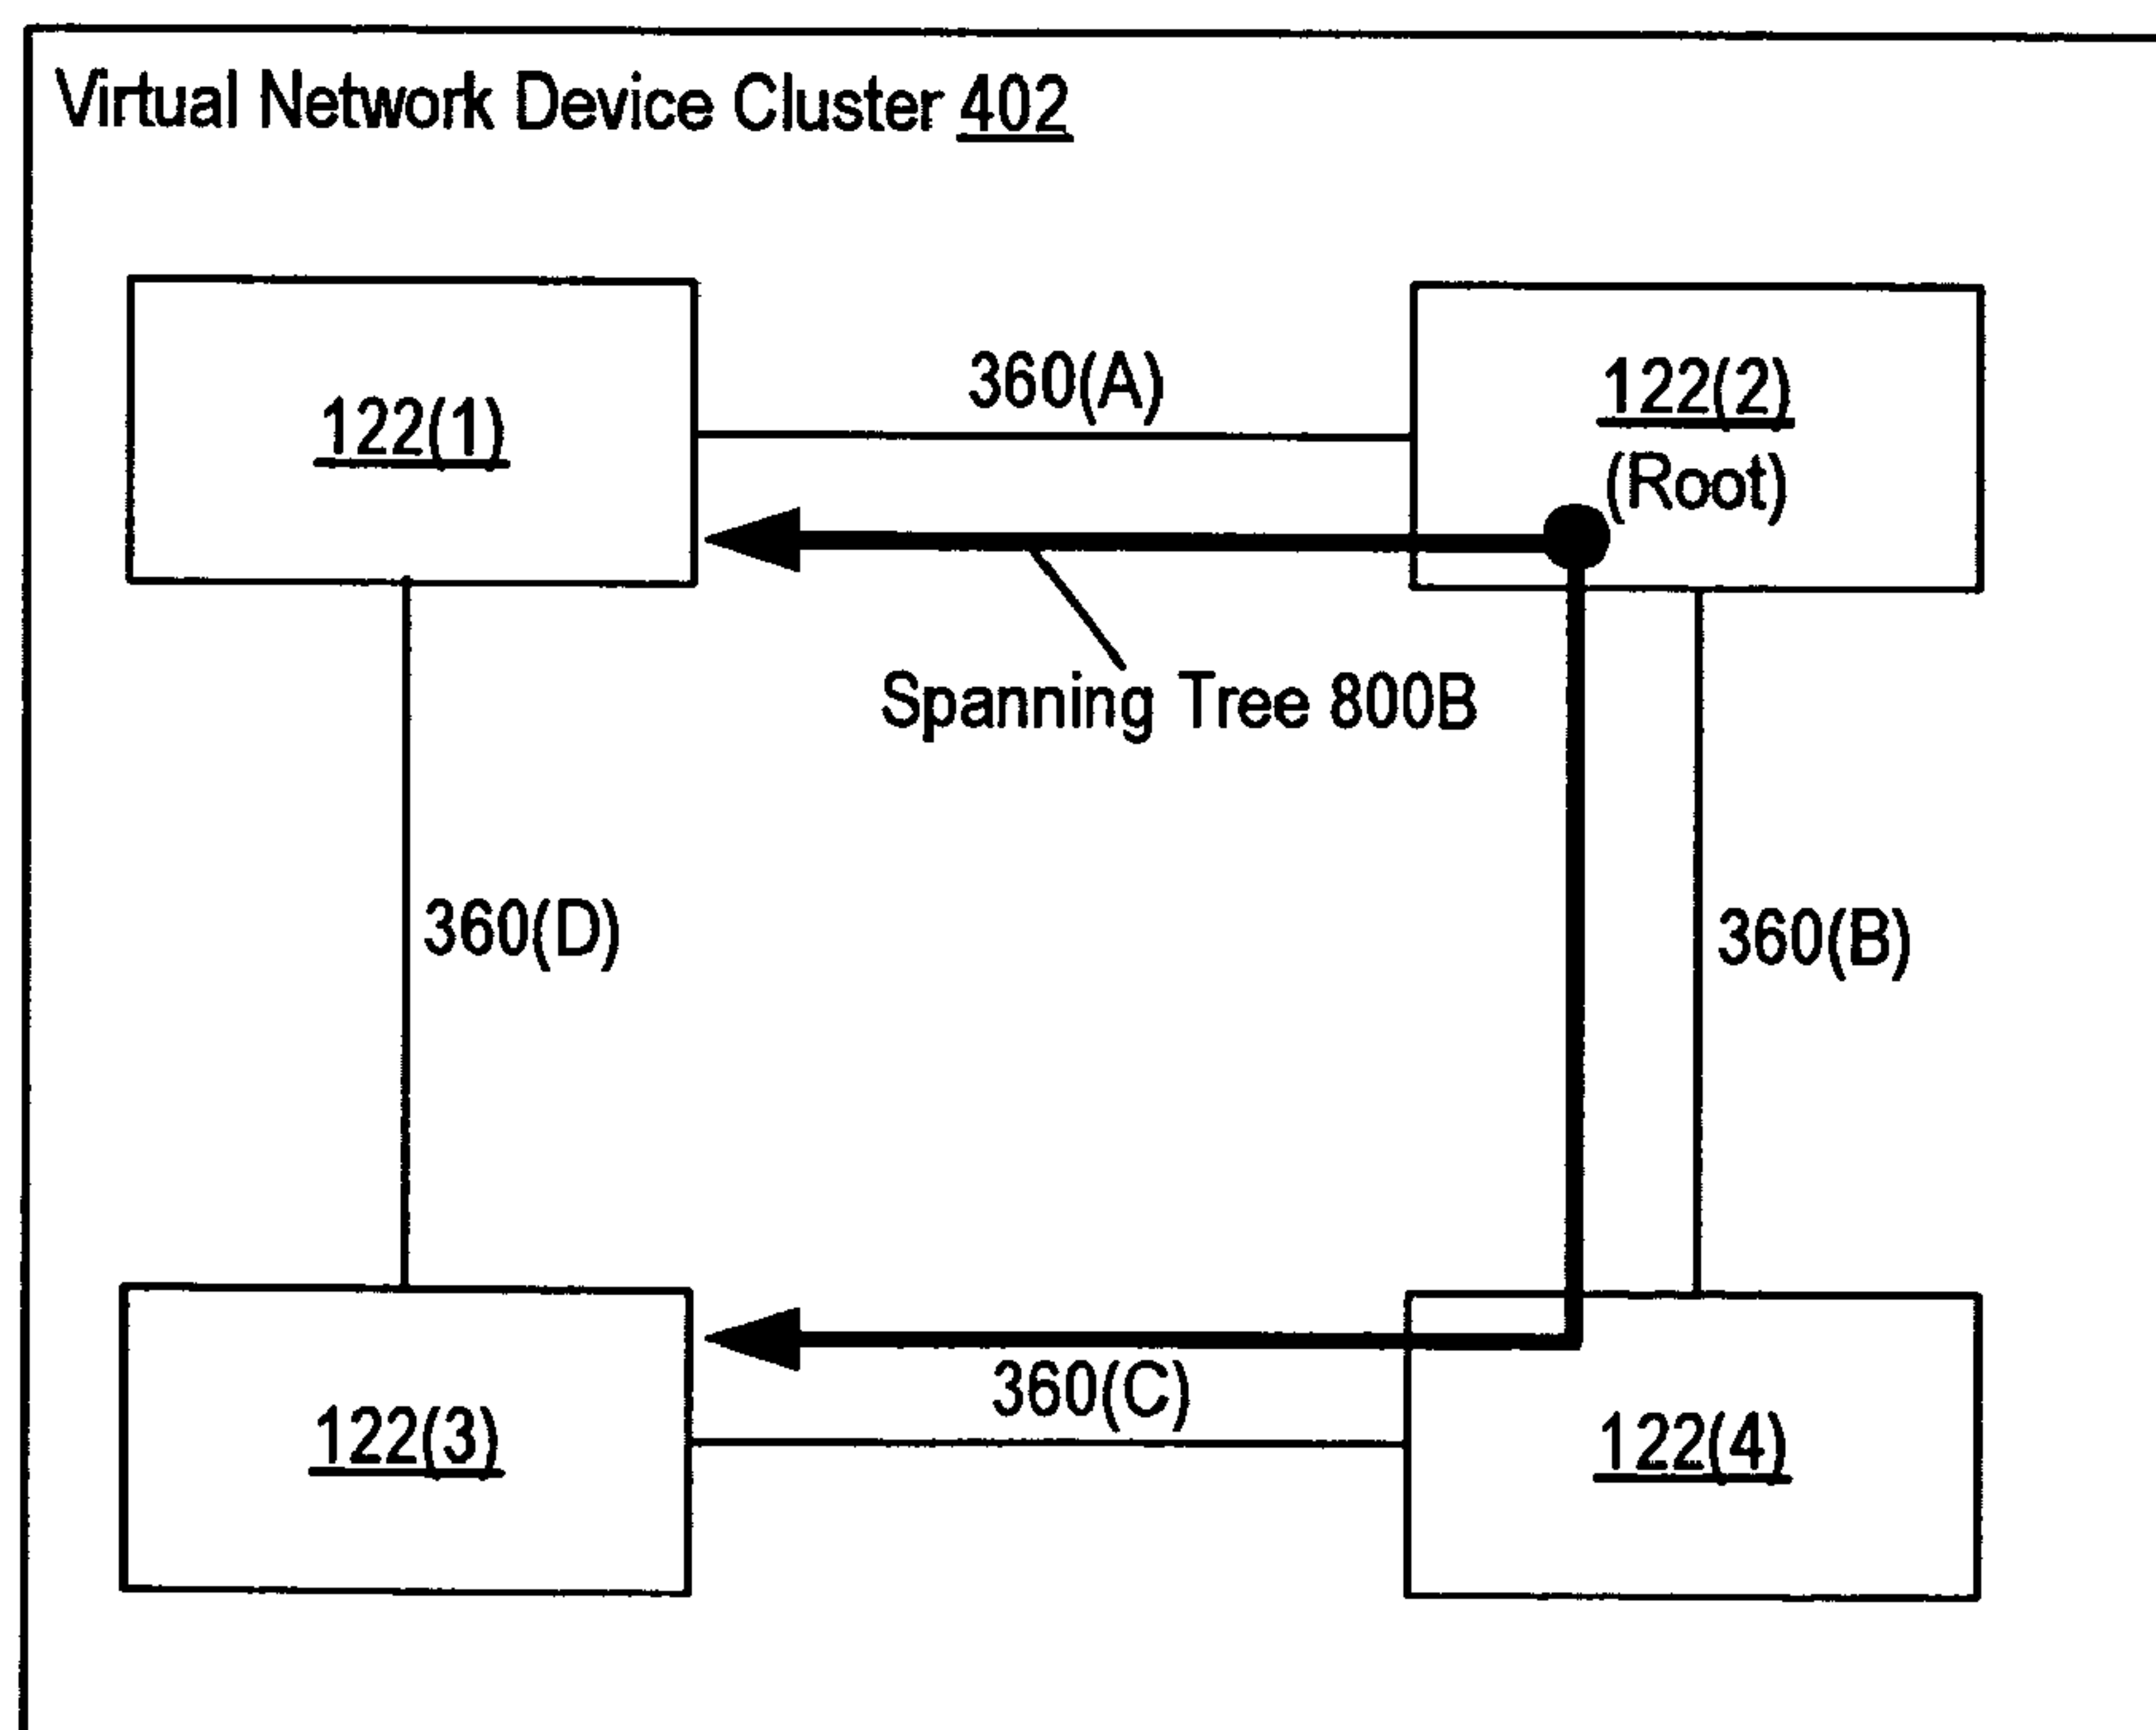 Virtual Network Device Cluster 402
122(1)
360(A)
122(2)
(Root)
Spanning Tree 800B
360(D)
360(B)
122(3)
360(C)
122(4)